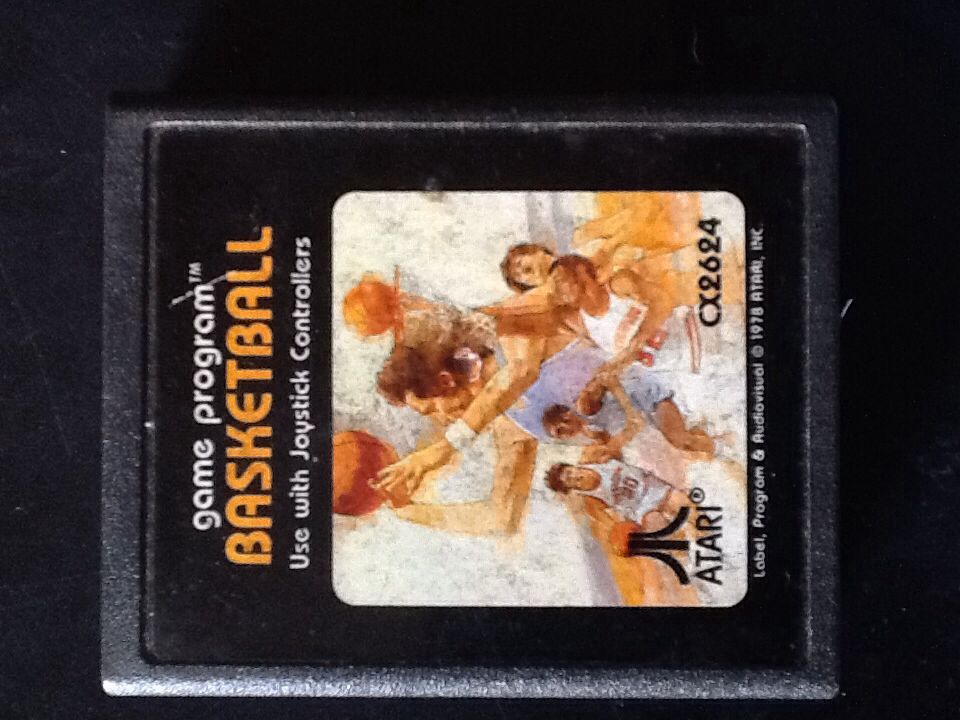 game program™
BASKETBALL
Use with Joystick Controllers
ATARI®
CX2624
Label, Program & Audiovisual © 1978 ATARI, INC.